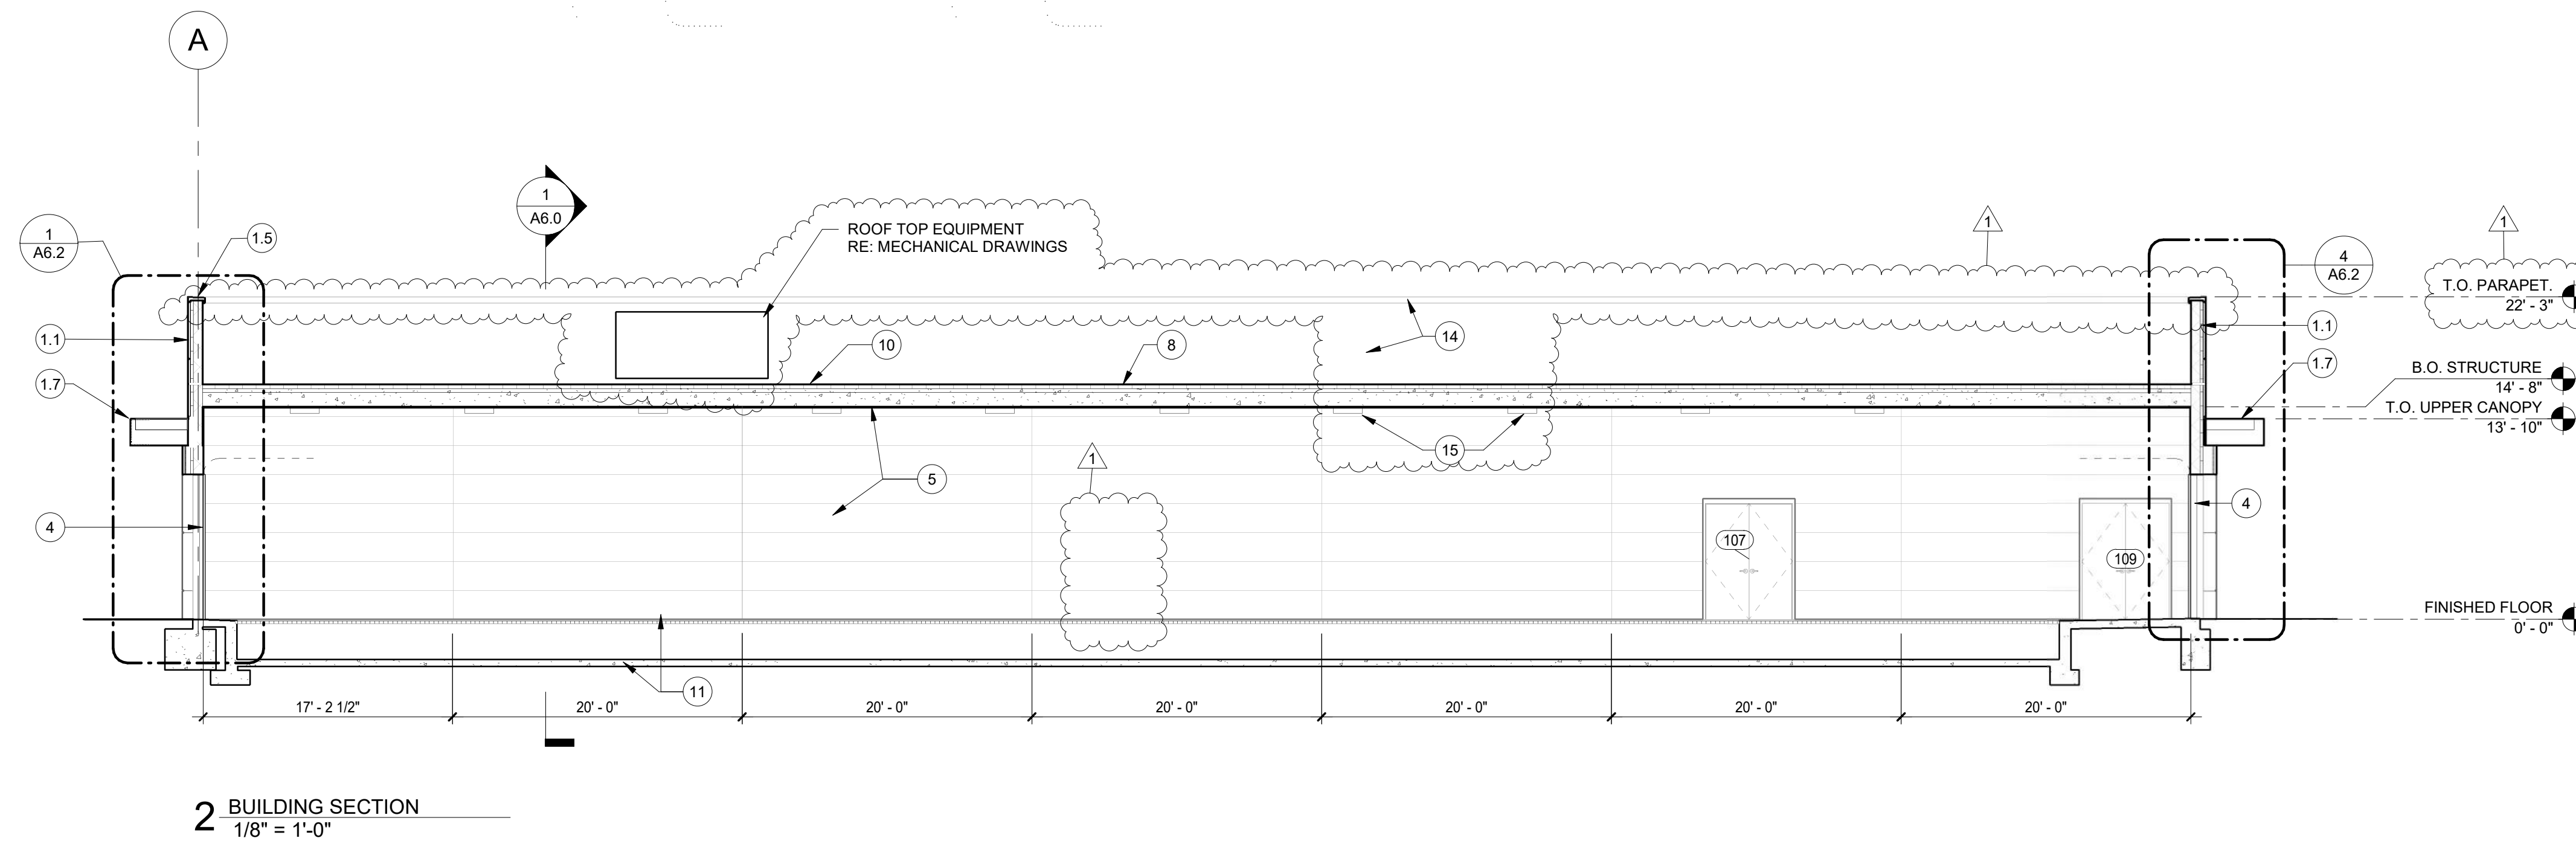 A
1
A6.0
1
A6.2
1.5
ROOF TOP EQUIPMENT
RE: MECHANICAL DRAWINGS
1
1
4
A6.2
T.O. PARAPET.
22' - 3"
1.1
10
8
14
1.1
1.7
1.7
B.O. STRUCTURE
14' - 8"
T.O. UPPER CANOPY
13' - 10"
15
1
5
4
4
107
109
FINISHED FLOOR
0' - 0"
11
17' - 2 1/2"
20' - 0"
20' - 0"
20' - 0"
20' - 0"
20' - 0"
20' - 0"
2 BUILDING SECTION
1/8" = 1'-0"